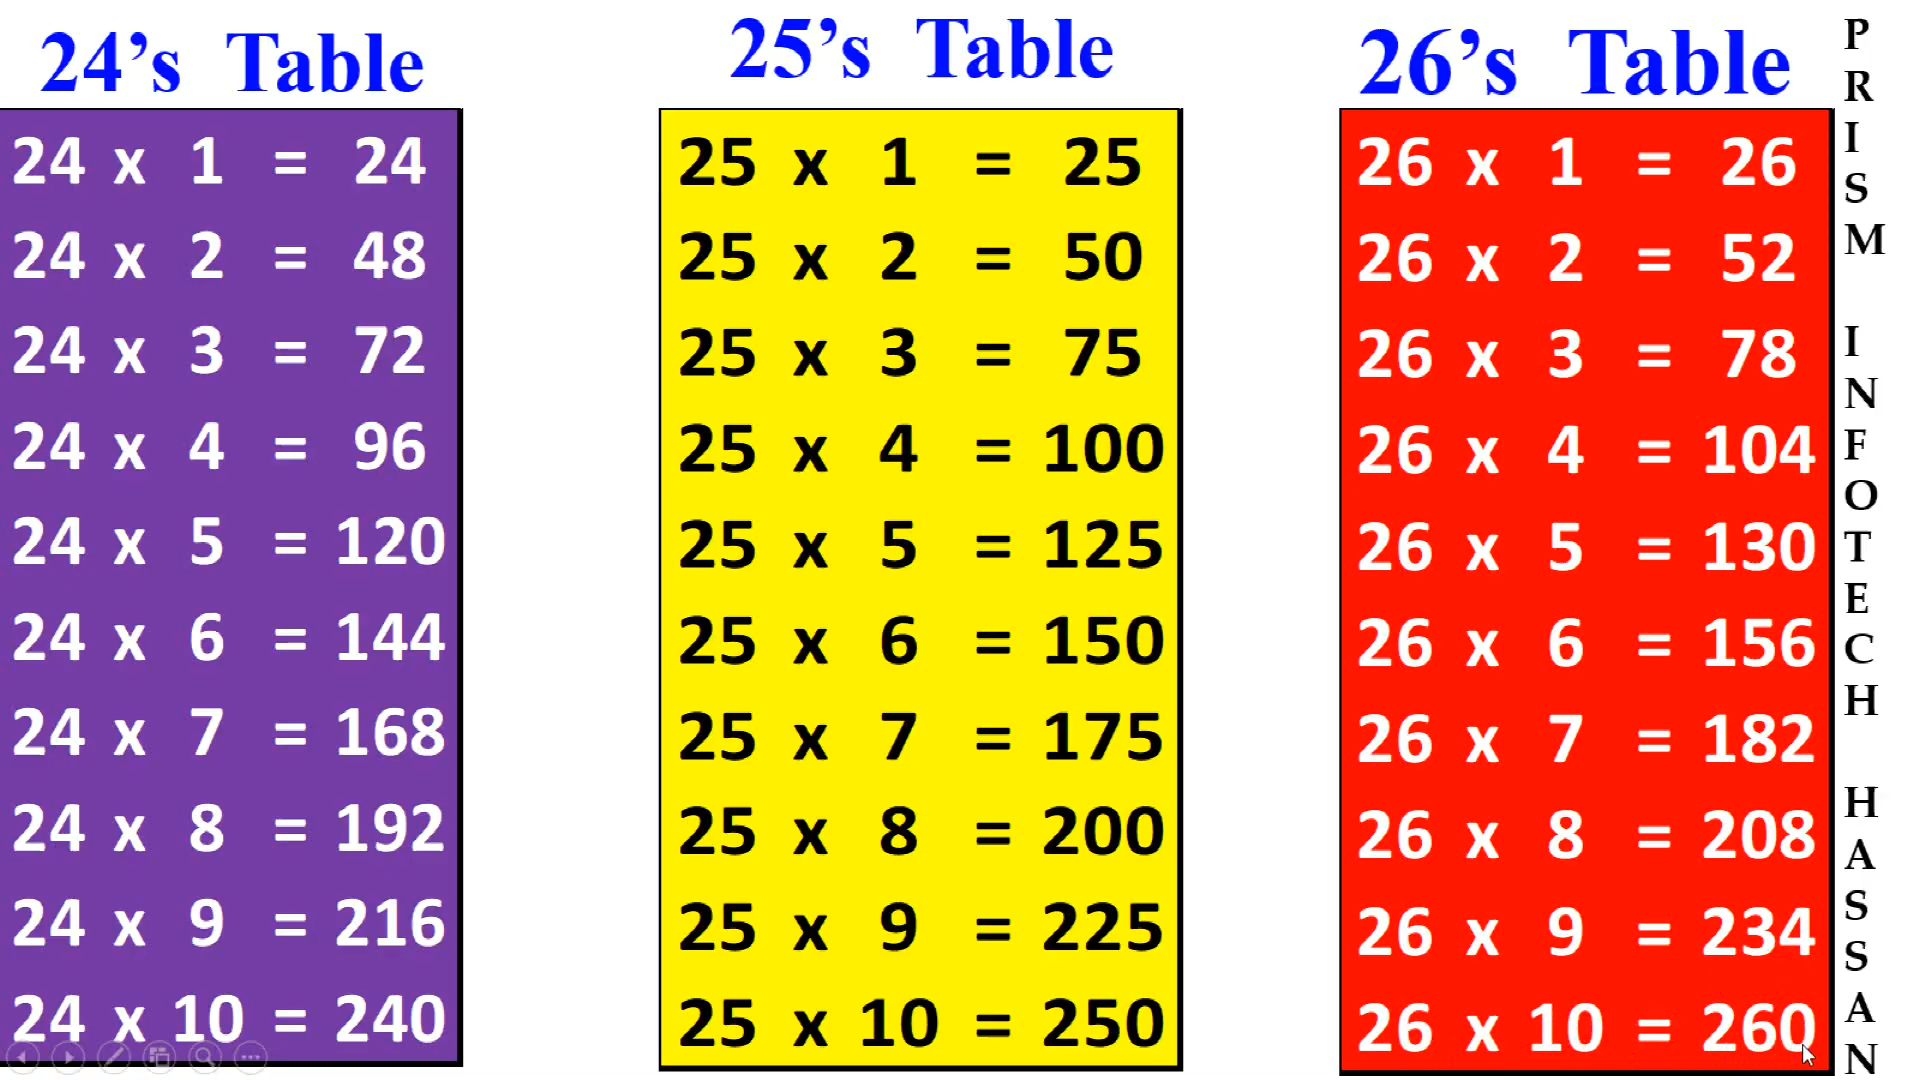 24’s Table
24 x 1 = 24
24 x 2 = 48
24 x 3 = 72
24 x 4 = 96
24 x 5 = 120
24 x 6 = 144
24 x 7 = 168
24 x 8 = 192
24 x 9 = 216
24 x 10 = 240
25’s Table
25 x 1 = 25
25 x 2 = 50
25 x 3 = 75
25 x 4 = 100
25 x 5 = 125
25 x 6 = 150
25 x 7 = 175
25 x 8 = 200
25 x 9 = 225
25 x 10 = 250
26’s Table
26 x 1 = 26
26 x 2 = 52
26 x 3 = 78
26 x 4 = 104
26 x 5 = 130
26 x 6 = 156
26 x 7 = 182
26 x 8 = 208
26 x 9 = 234
26 x 10 = 260
PRISM INFOTECH HASSAN